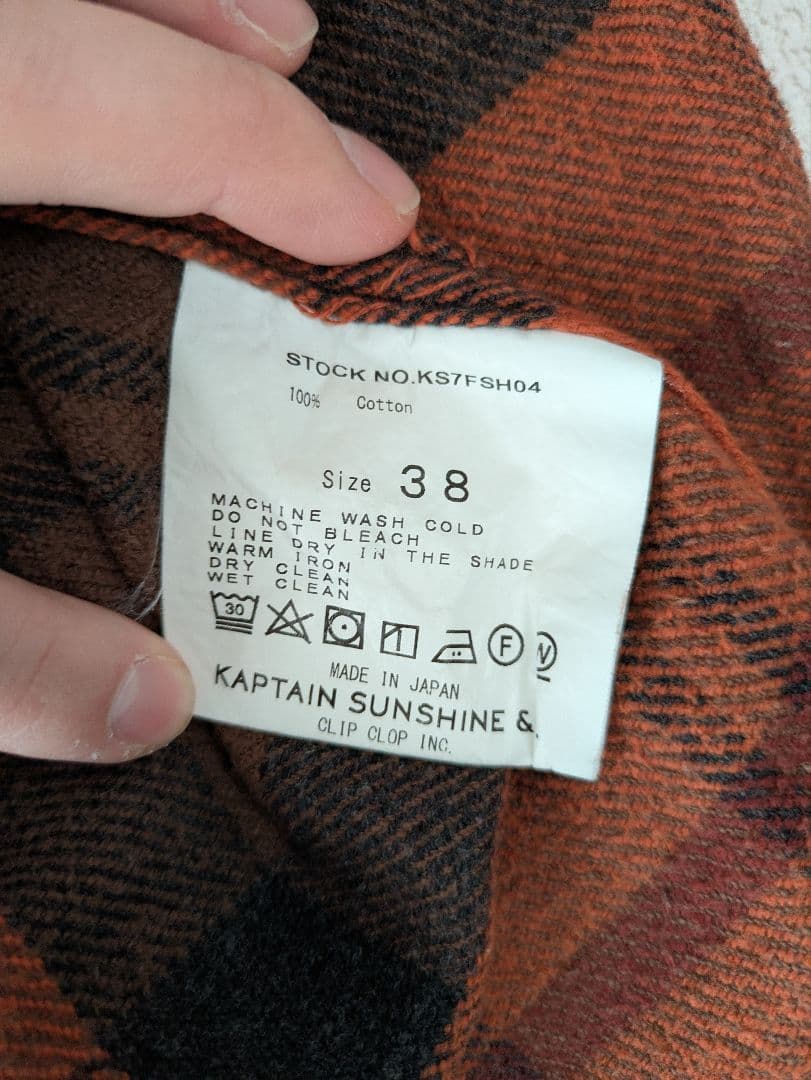 STOCK NO.KS7FSH04
100% Cotton
Size 38
MACHINE WASH COLD
DO NOT BLEACH
LINE DRY IN THE SHADE
WARM IRON
DRY CLEAN
WET CLEAN
30 F W
MADE IN JAPAN
KAPTAIN SUNSHINE &.
CLIP CLOP INC.